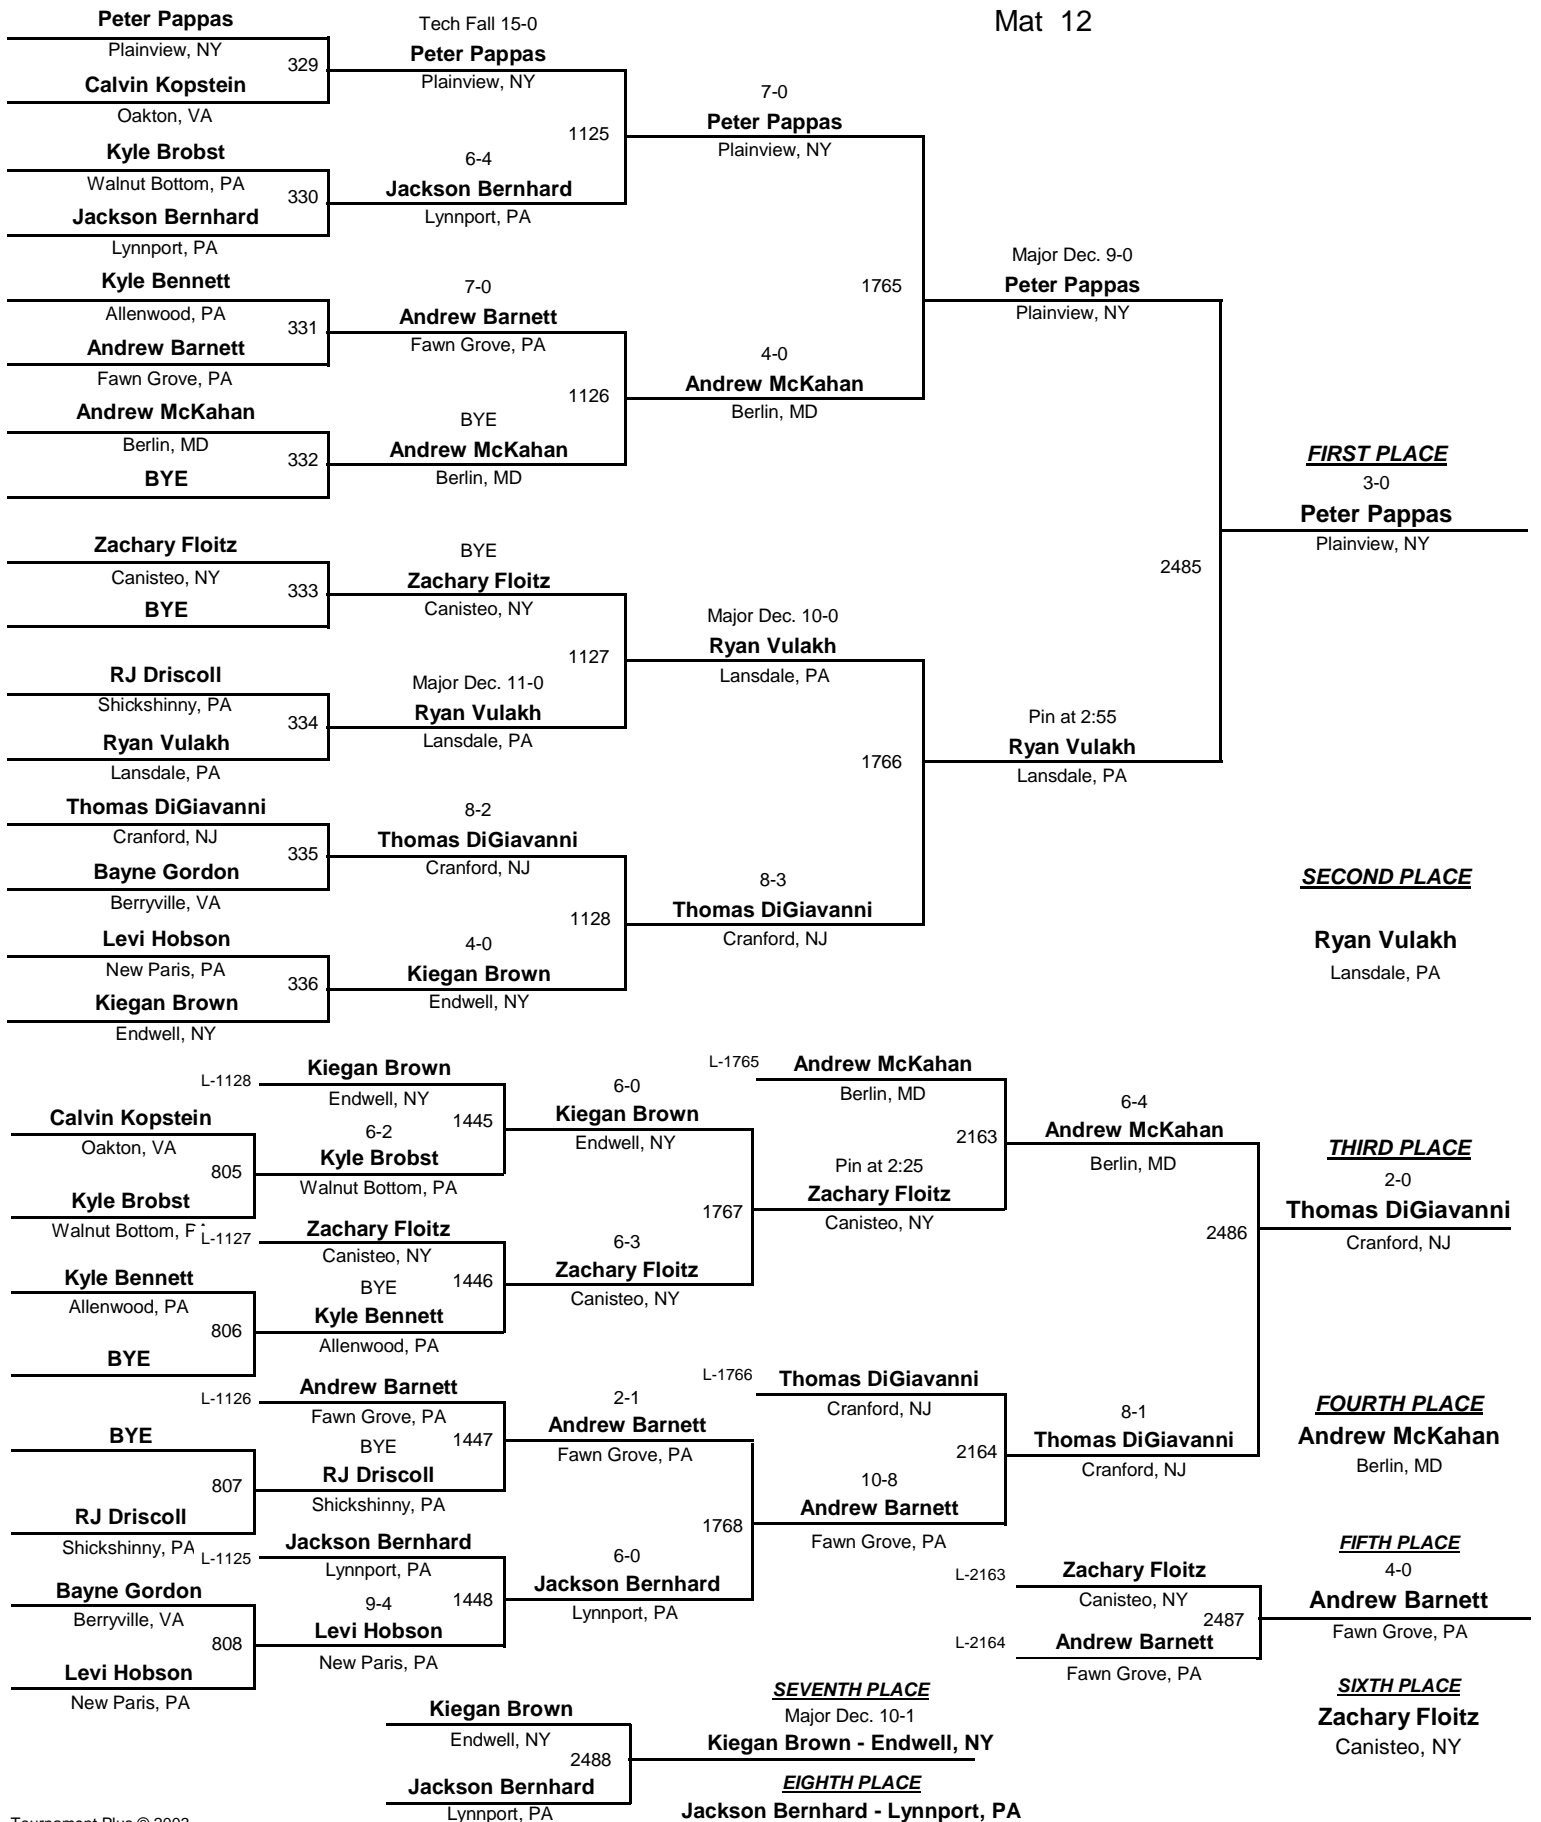 Mat 12
Peter Pappas
Plainview, NY
329
Calvin Kopstein
Oakton, VA
Kyle Brobst
Walnut Bottom, PA
330
Jackson Bernhard
Lynnport, PA
Kyle Bennett
Allenwood, PA
331
Andrew Barnett
Fawn Grove, PA
Andrew McKahan
Berlin, MD
332
BYE
Zachary Floitz
Canisteo, NY
333
BYE
RJ Driscoll
Shickshinny, PA
334
Ryan Vulakh
Lansdale, PA
Thomas DiGiavanni
Cranford, NJ
335
Bayne Gordon
Berryville, VA
Levi Hobson
New Paris, PA
336
Kiegan Brown
Endwell, NY
Tech Fall 15-0
Peter Pappas
Plainview, NY
1125
6-4
Jackson Bernhard
Lynnport, PA
7-0
Andrew Barnett
Fawn Grove, PA
1126
BYE
Andrew McKahan
Berlin, MD
BYE
Zachary Floitz
Canisteo, NY
1127
Major Dec. 11-0
Ryan Vulakh
Lansdale, PA
8-2
Thomas DiGiavanni
Cranford, NJ
1128
4-0
Kiegan Brown
Endwell, NY
7-0
Peter Pappas
Plainview, NY
1765
4-0
Andrew McKahan
Berlin, MD
Major Dec. 10-0
Ryan Vulakh
Lansdale, PA
1766
8-3
Thomas DiGiavanni
Cranford, NJ
Major Dec. 9-0
Peter Pappas
Plainview, NY
2485
Pin at 2:55
Ryan Vulakh
Lansdale, PA
FIRST PLACE
3-0
Peter Pappas
Plainview, NY
SECOND PLACE
Ryan Vulakh
Lansdale, PA
Calvin Kopstein
Oakton, VA
805
Kyle Brobst
Walnut Bottom,
Kyle Bennett
Allenwood, PA
806
BYE
BYE
807
RJ Driscoll
Shickshinny, PA
Bayne Gordon
Berryville, VA
808
Levi Hobson
New Paris, PA
L-1128
Kiegan Brown
Endwell, NY
1445
6-2
Kyle Brobst
Walnut Bottom, PA
L-1127
Zachary Floitz
Canisteo, NY
1446
BYE
Kyle Bennett
Allenwood, PA
L-1126
Andrew Barnett
Fawn Grove, PA
1447
BYE
RJ Driscoll
Shickshinny, PA
L-1125
Jackson Bernhard
Lynnport, PA
1448
9-4
Levi Hobson
New Paris, PA
6-0
Kiegan Brown
Endwell, NY
1767
6-3
Zachary Floitz
Canisteo, NY
2-1
Andrew Barnett
Fawn Grove, PA
1768
6-0
Jackson Bernhard
Lynnport, PA
L-1765
Andrew McKahan
Berlin, MD
2163
Pin at 2:25
Zachary Floitz
Canisteo, NY
L-1766
Thomas DiGiavanni
Cranford, NJ
2164
10-8
Andrew Barnett
Fawn Grove, PA
6-4
Andrew McKahan
Berlin, MD
2486
8-1
Thomas DiGiavanni
Cranford, NJ
THIRD PLACE
2-0
Thomas DiGiavanni
Cranford, NJ
FOURTH PLACE
Andrew McKahan
Berlin, MD
L-2163
Zachary Floitz
Canisteo, NY
2487
L-2164
Andrew Barnett
Fawn Grove, PA
FIFTH PLACE
4-0
Andrew Barnett
Fawn Grove, PA
SIXTH PLACE
Zachary Floitz
Canisteo, NY
Kiegan Brown
Endwell, NY
2488
Jackson Bernhard
Lynnport, PA
SEVENTH PLACE
Major Dec. 10-1
Kiegan Brown - Endwell, NY
EIGHTH PLACE
Jackson Bernhard - Lynnport, PA